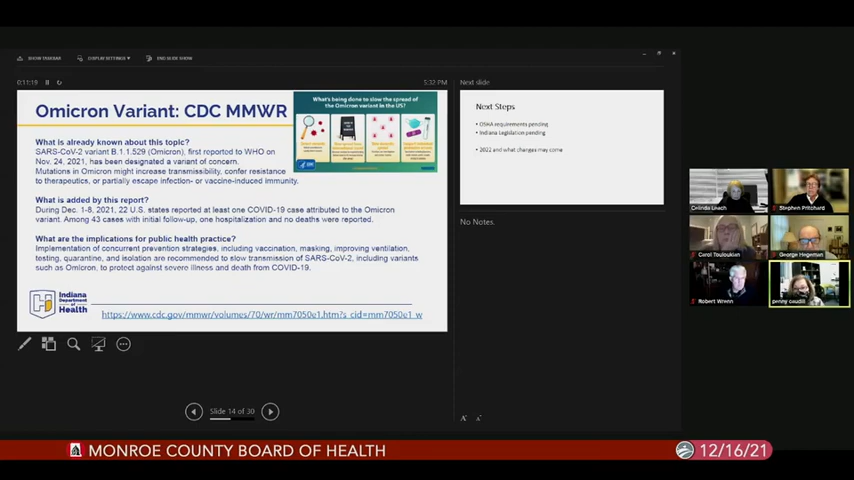 SHOW TASKBAR DISPLAY SETTINGS ▾ END SLIDE SHOW
0:11:19 5:32 PM
Omicron Variant: CDC MMWR
What's being done to slow the spread of
the Omicron variant in the US?
CDC
What is already known about this topic?
SARS-CoV-2 variant B.1.1.529 (Omicron), first reported to WHO on
Nov. 24, 2021, has been designated a variant of concern.
Mutations in Omicron might increase transmissibility, confer resistance
to therapeutics, or partially escape infection- or vaccine-induced immunity.
What is added by this report?
During Dec. 1-8, 2021, 22 U.S. states reported at least one COVID-19 case attributed to the Omicron
variant. Among 43 cases with initial follow-up, one hospitalization and no deaths were reported.
What are the implications for public health practice?
Implementation of concurrent prevention strategies, including vaccination, masking, improving ventilation,
testing, quarantine, and isolation are recommended to slow transmission of SARS-CoV-2, including variants
such as Omicron, to protect against severe illness and death from COVID-19.
Indiana
Department
of
Health
https://www.cdc.gov/mmwr/volumes/70/wr/mm7050e1.htm?s_cid=mm7050e1_w
Slide 14 of 30
Next slide
Next Steps
• OSHA requirements pending
• Indiana Legislation pending
• 2022 and what changes may come
No Notes.
Stephen Pritchard
Carol Touloukian
George Hegeman
Robert Wrenn
penny caudill
MONROE COUNTY BOARD OF HEALTH
12/16/21